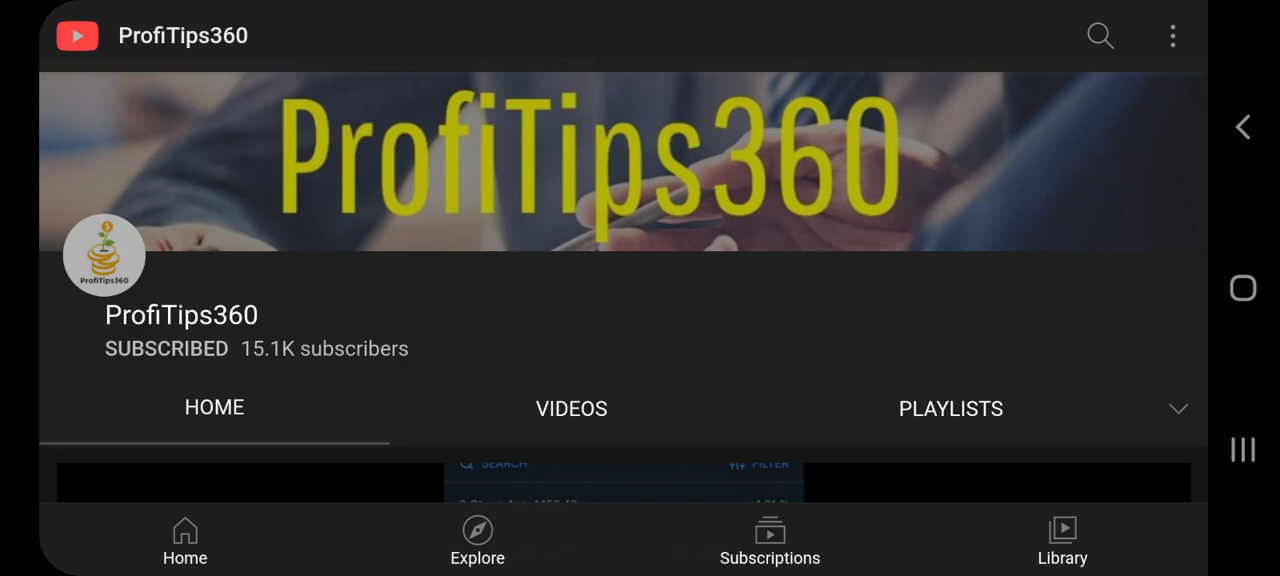 ProfiTips360
ProfiTips360
ProfiTips360
ProfiTips360
SUBSCRIBED 15.1K subscribers
HOME VIDEOS PLAYLISTS
SEARCH FILTER
Home Explore Subscriptions Library